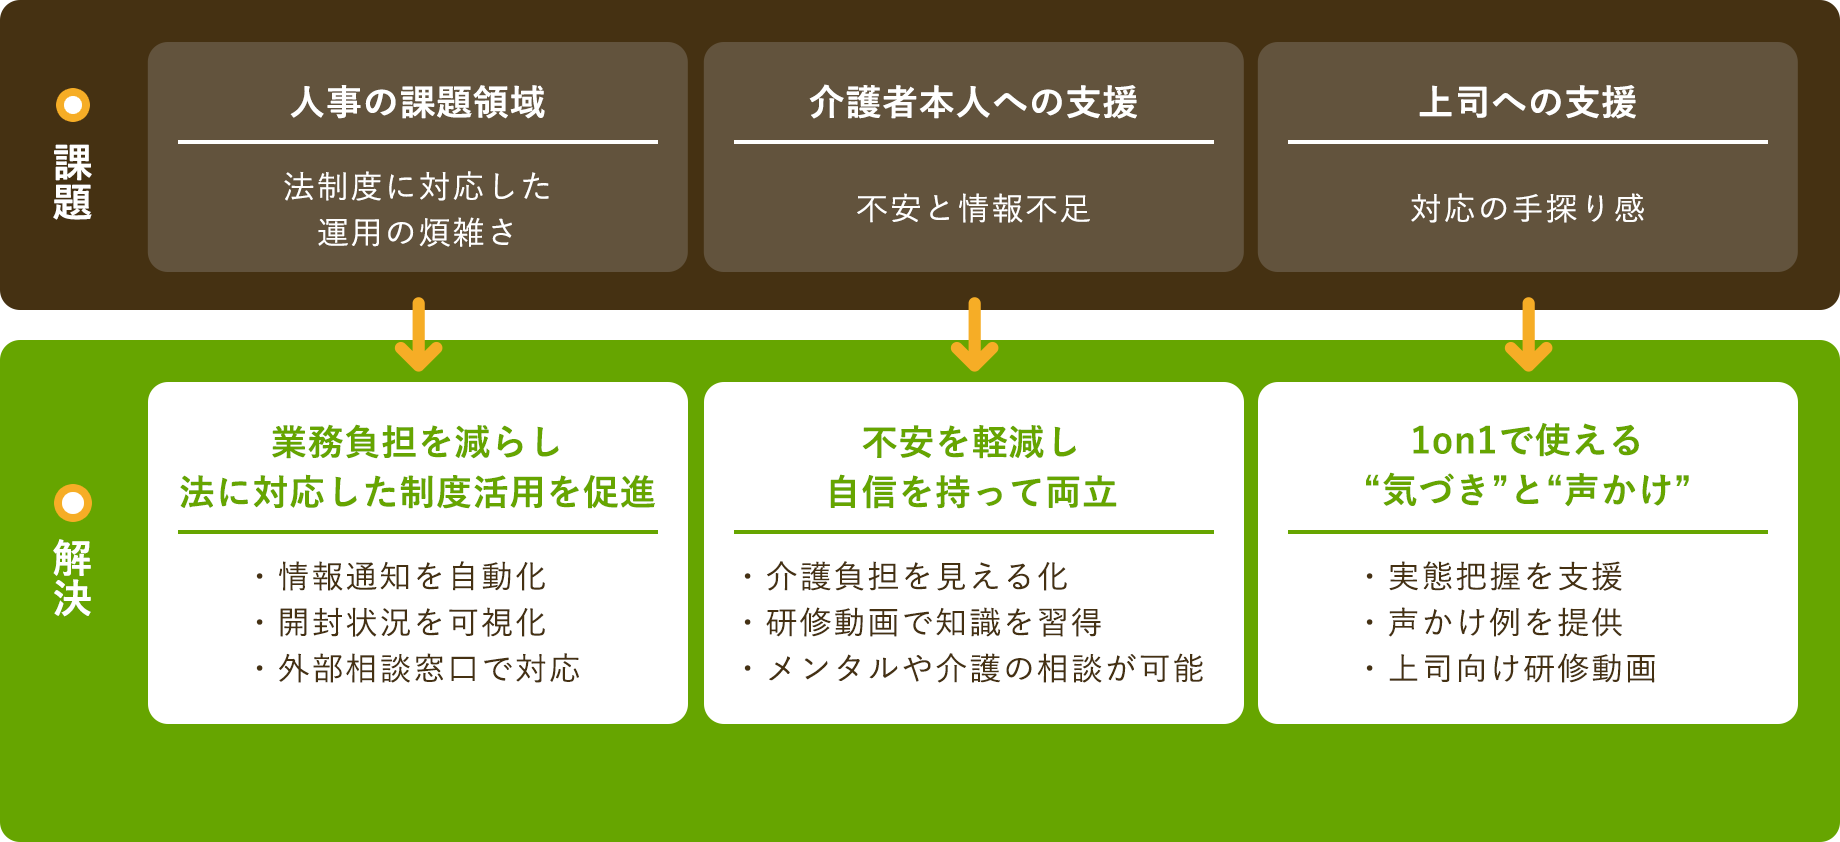 課題
人事の課題領域
法制度に対応した
運用の煩雑さ
介護者本人への支援
不安と情報不足
上司への支援
対応の手探り感
解決
業務負担を減らし
法に対応した制度活用を促進
・情報通知を自動化
・開封状況を可視化
・外部相談窓口で対応
不安を軽減し
自信を持って両立
・介護負担を見える化
・研修動画で知識を習得
・メンタルや介護の相談が可能
1on1で使える
“気づき”と“声かけ”
・実態把握を支援
・声かけ例を提供
・上司向け研修動画